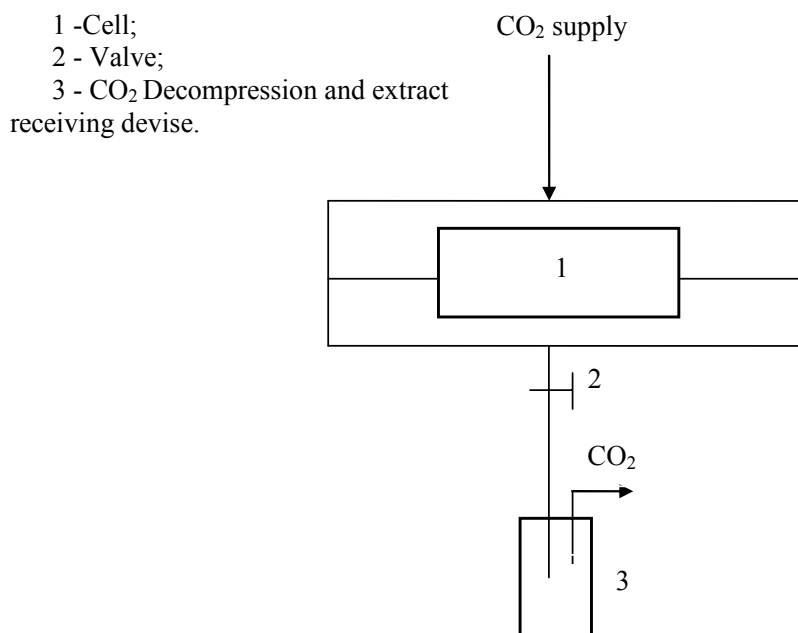 1 -Cell;
2 - Valve;
3 - CO₂ Decompression and extract
receiving devise.
CO₂ supply
1
2
CO₂
3